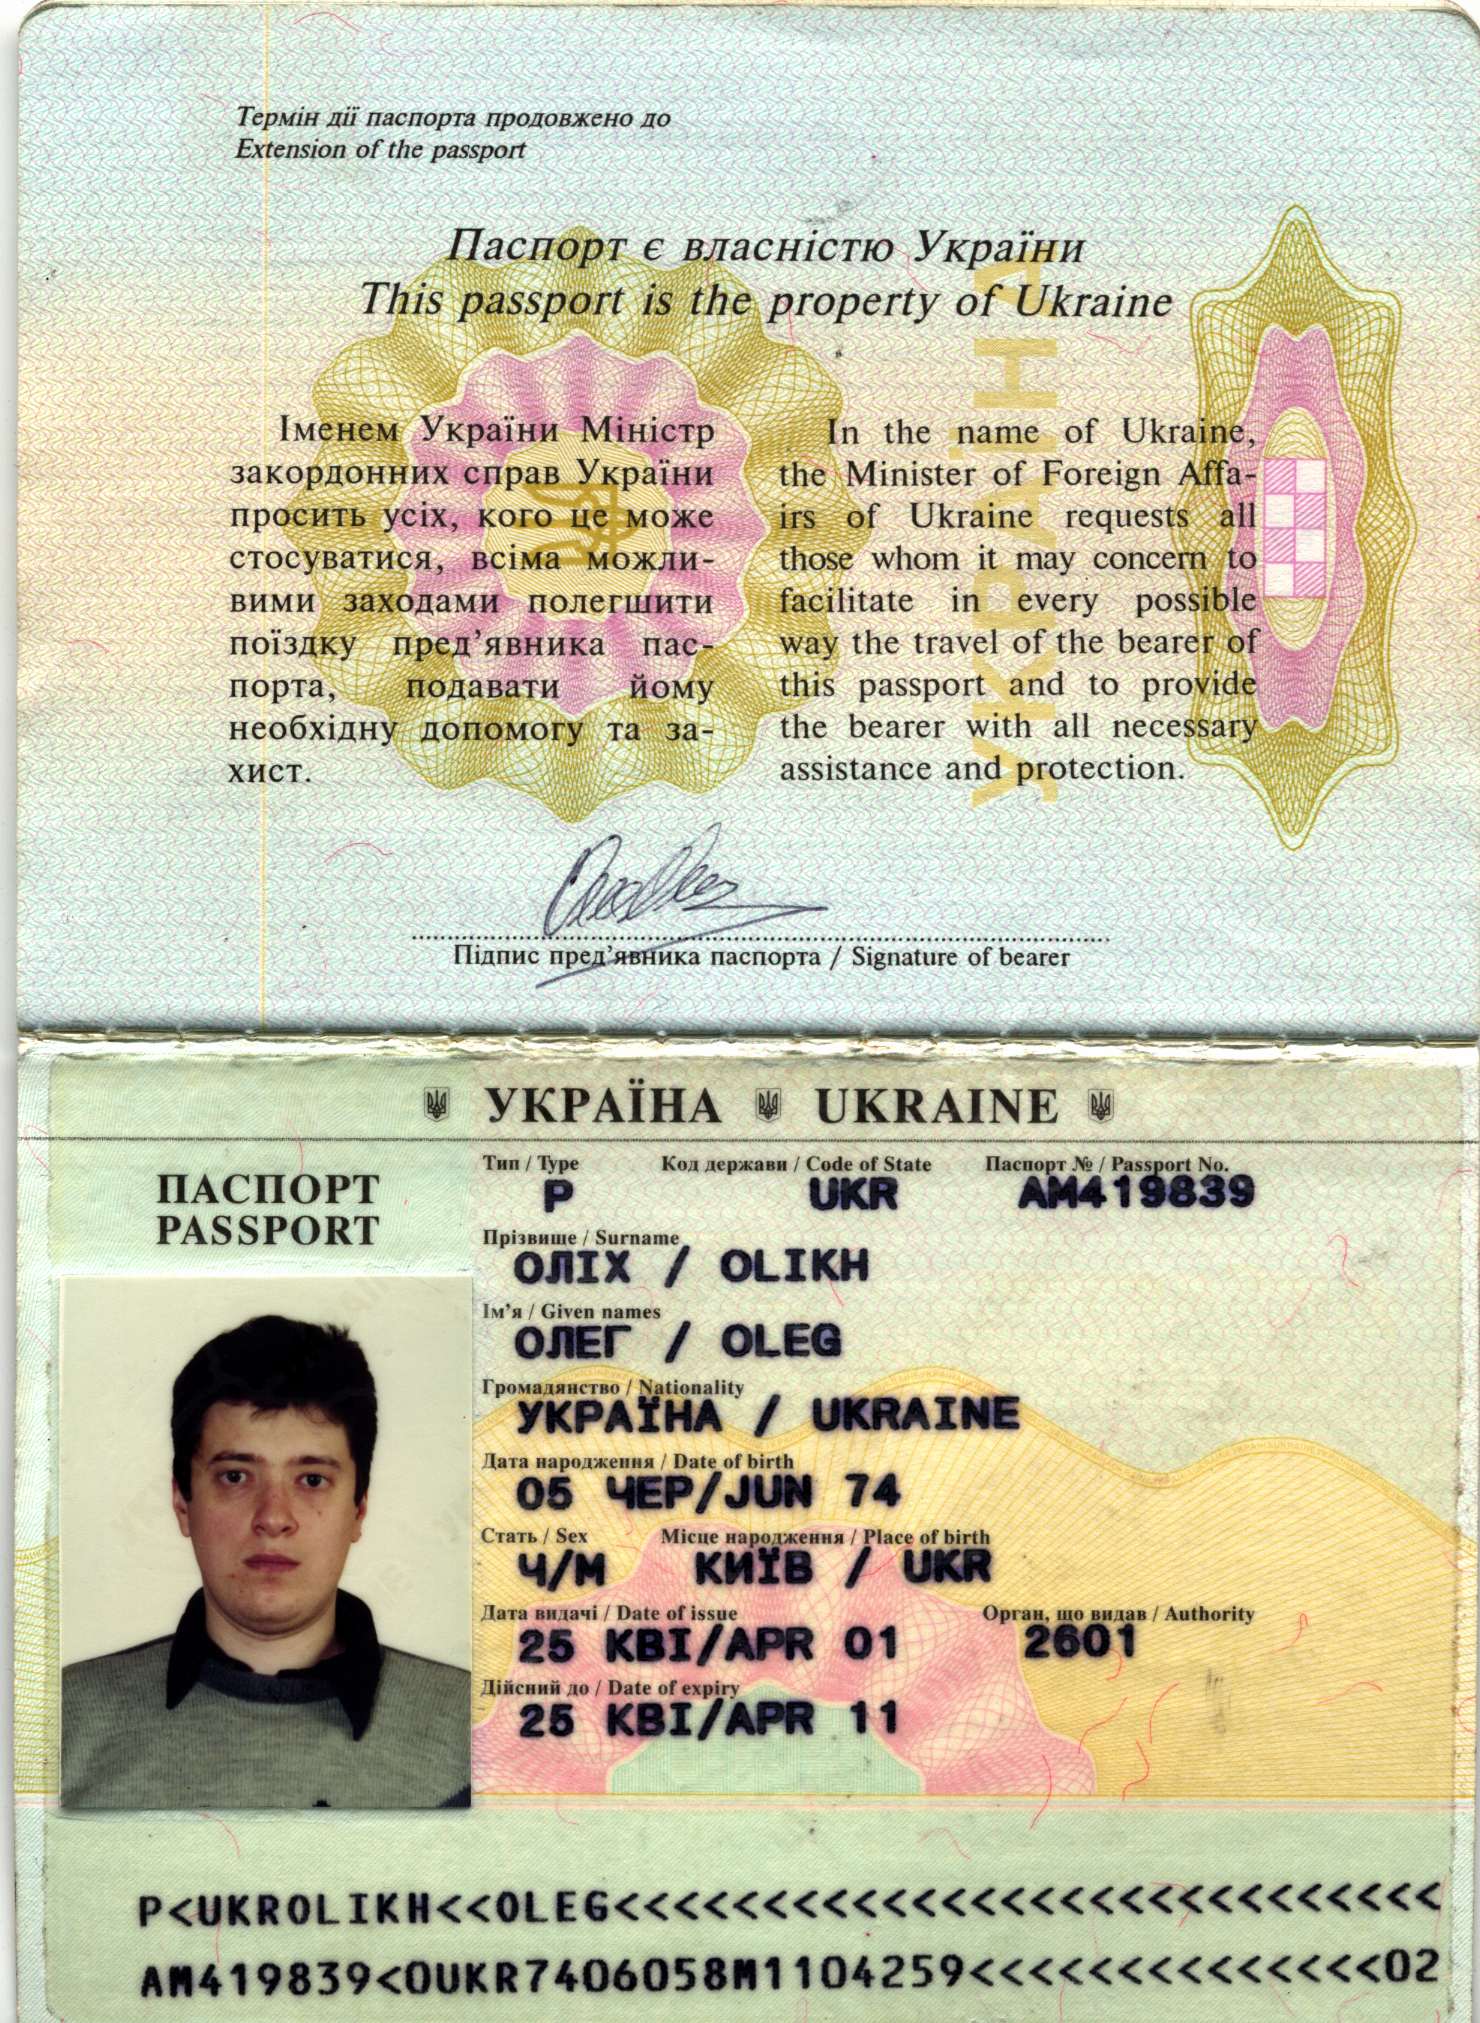 Термін дії паспорта продовжено до
Extension of the passport
Паспорт є власністю України
This passport is the property of Ukraine
Іменем України Міністр
закордонних справ України
просить усіх, кого це може
стосуватися, всіма можли-
вими заходами полегшити
поїздку пред’явника пас-
порта, подавати йому
необхідну допомогу та за-
хист.
In the name of Ukraine,
the Minister of Foreign Affa-
irs of Ukraine requests all
those whom it may concern to
facilitate in every possible
way the travel of the bearer of
this passport and to provide
the bearer with all necessary
assistance and protection.
УКРАЇНА
Підпис пред’явника паспорта / Signature of bearer
УКРАЇНА UKRAINE
ПАСПОРТ
PASSPORT
Тип / Type Код держави / Code of State Паспорт № / Passport No.
P UKR AM419839
Прізвище / Surname
ОЛІХ / OLIKH
Ім’я / Given names
ОЛЕГ / OLEG
Громадянство / Nationality
УКРАЇНА / UKRAINE
Дата народження / Date of birth
05 ЧЕР/JUN 74
Стать / Sex Місце народження / Place of birth
Ч/M КИЇВ / UKR
Дата видачі / Date of issue Орган, що видав / Authority
25 КВІ/APR 01 2601
Дійсний до / Date of expiry
25 КВІ/APR 11
P<UKROLIKH<<OLEG<<<<<<<<<<<<<<<<<<<<<<<<<<<<
AM419839<0UKR7406058M1104259<<<<<<<<<<<<<<02